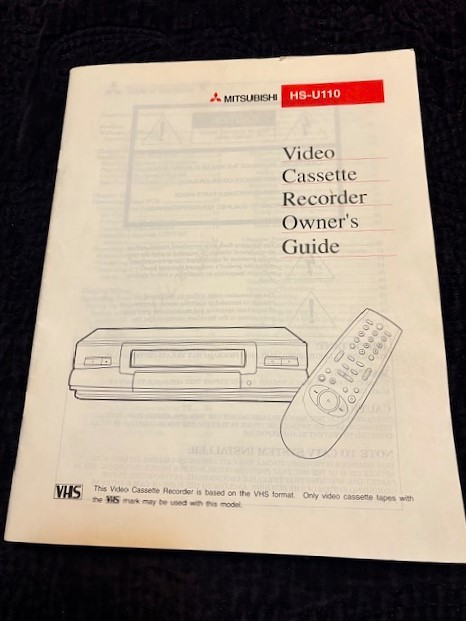 MITSUBISHI HS-U110
Video
Cassette
Recorder
Owner's
Guide
VHS This Video Cassette Recorder is based on the VHS format. Only video cassette tapes with
the VHS mark may be used with this model.